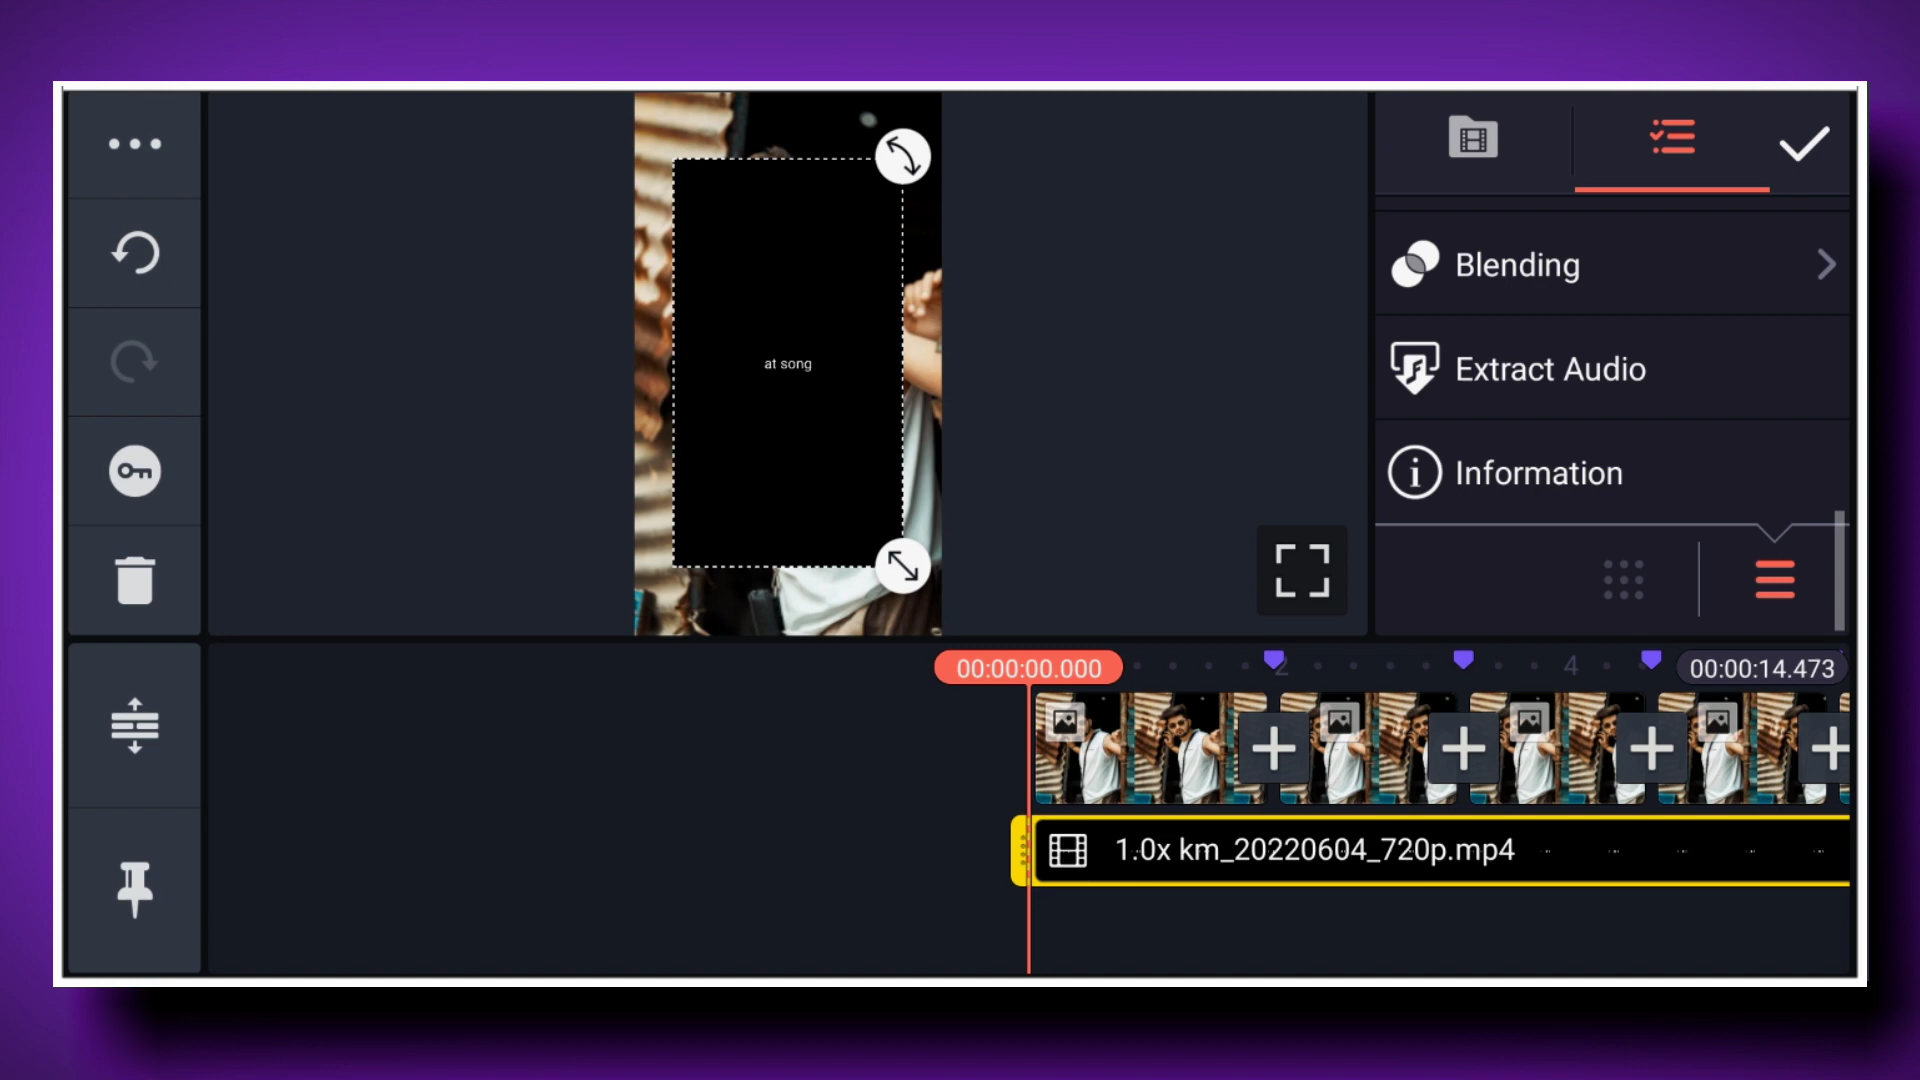 Blending
Extract Audio
at song
Information
00:00:00.000
2
4
00:00:14.473
1.0x km_20220604_720p.mp4